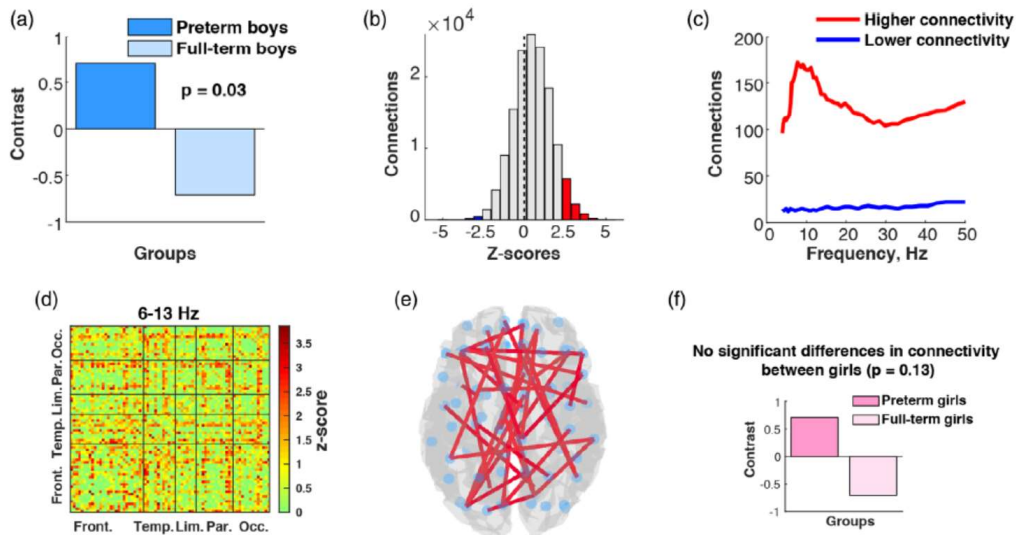 (a)
Preterm boys
Full-term boys
1
0.5
0
-0.5
-1
Contrast
p = 0.03
Groups
(b)
×10⁴
2
1
0
Connections
-5 -2.5 0 2.5 5
Z-scores
(c)
Higher connectivity
Lower connectivity
200
150
100
50
0
Connections
0 10 20 30 40 50
Frequency, Hz
(d)
6-13 Hz
Front. Temp. Lim. Par. Occ.
Front. Temp. Lim. Par. Occ.
3.5
3
2.5
2
1.5
1
0.5
0
z-score
(e)
(f)
No significant differences in connectivity
between girls (p = 0.13)
Preterm girls
Full-term girls
1
0.5
0
-0.5
-1
Contrast
Groups